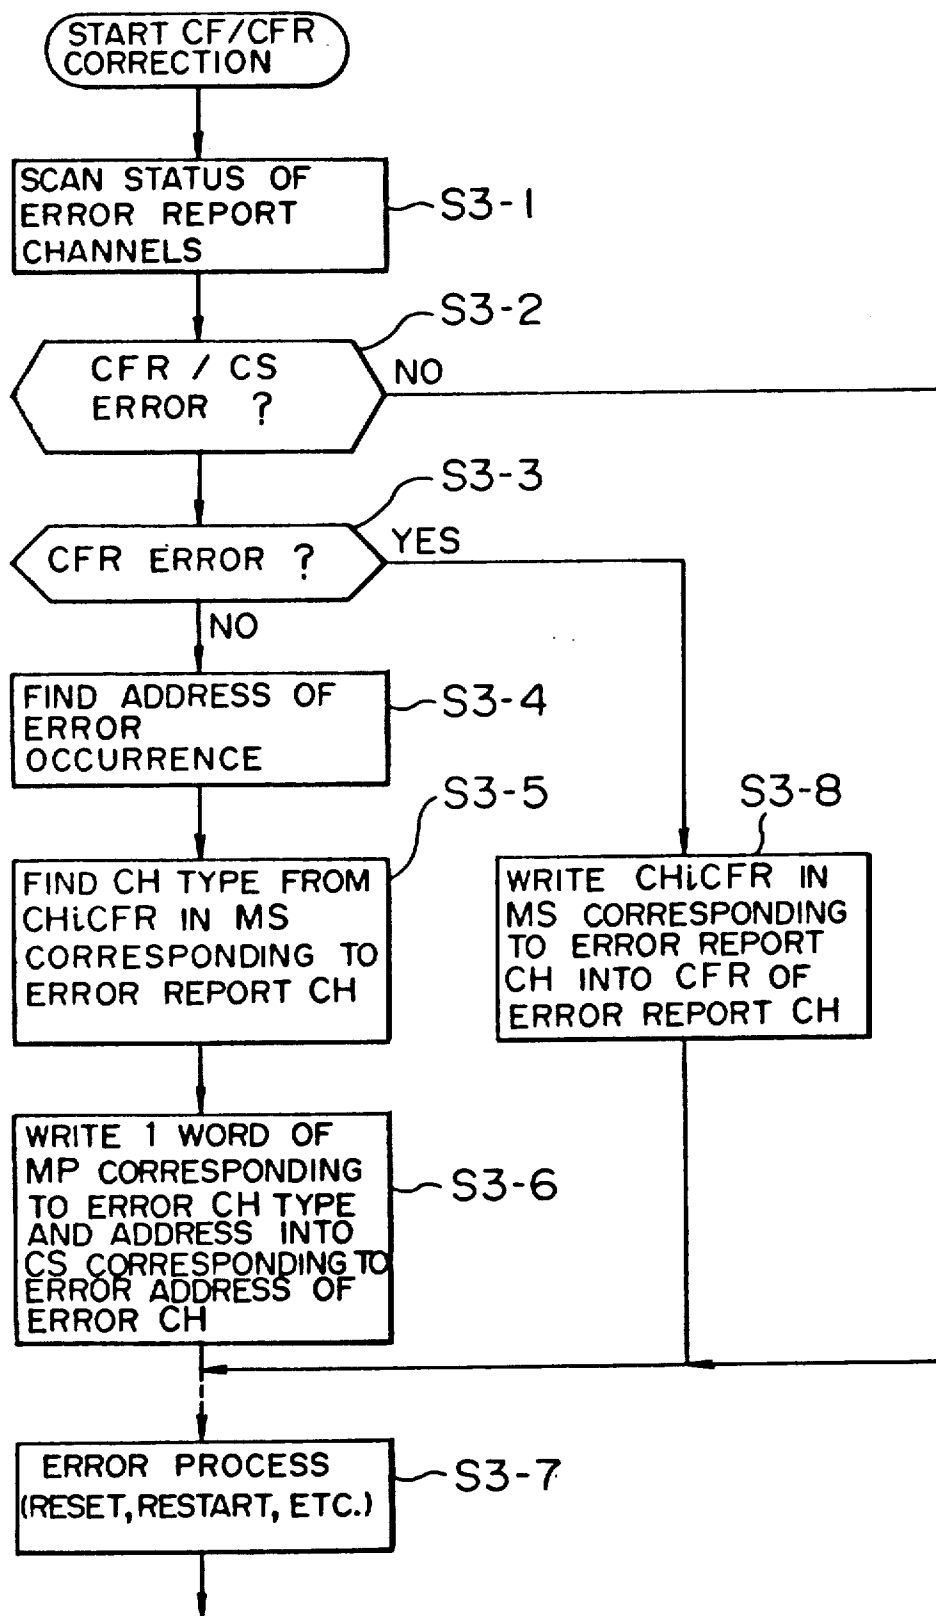 START CF/CFR
CORRECTION
SCAN STATUS OF
ERROR REPORT
CHANNELS
S3-1
S3-2
CFR / CS
ERROR ?
NO
S3-3
CFR ERROR ?
YES
NO
FIND ADDRESS OF
ERROR
OCCURRENCE
S3-4
S3-5
FIND CH TYPE FROM
CHiCFR IN MS
CORRESPONDING TO
ERROR REPORT CH
S3-8
WRITE CHiCFR IN
MS CORRESPONDING
TO ERROR REPORT
CH INTO CFR OF
ERROR REPORT CH
WRITE 1 WORD OF
MP CORRESPONDING
TO ERROR CH TYPE
AND ADDRESS INTO
CS CORRESPONDING TO
ERROR ADDRESS OF
ERROR CH
S3-6
ERROR PROCESS
(RESET, RESTART, ETC.)
S3-7